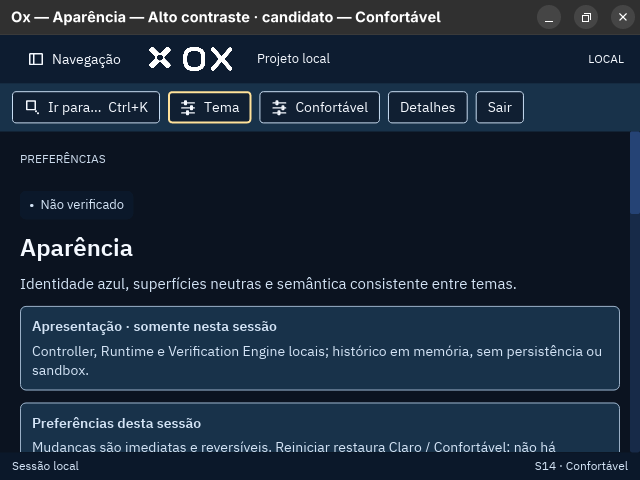 Ox — Aparência — Alto contraste · candidato — Confortável
Navegação OX Projeto local LOCAL
Ir para... Ctrl+K Tema Confortável Detalhes Sair
PREFERÊNCIAS
• Não verificado
Aparência
Identidade azul, superfícies neutras e semântica consistente entre temas.
Apresentação · somente nesta sessão
Controller, Runtime e Verification Engine locais; histórico em memória, sem persistência ou
sandbox.
Preferências desta sessão
Mudanças são imediatas e reversíveis. Reiniciar restaura Claro / Confortável; não há
Sessão local S14 · Confortável